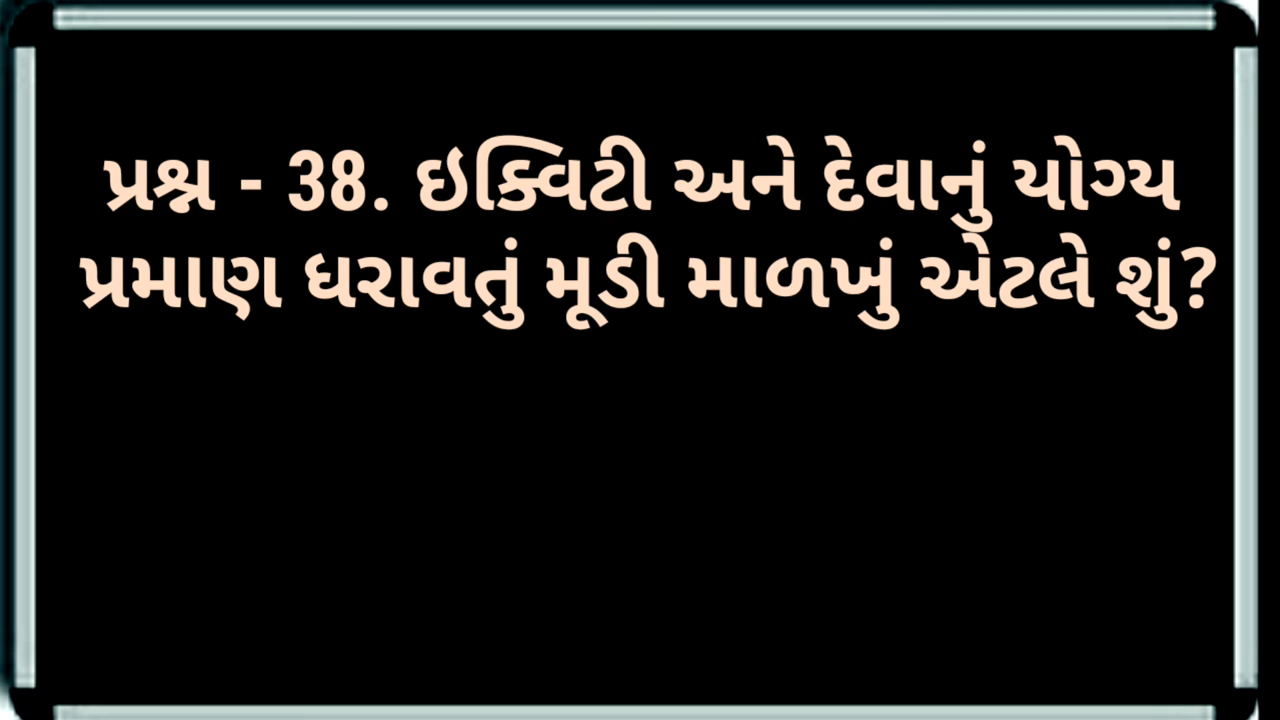 પ્રશ્ન - 38. ઇક્વિટી અને દેવાનું યોગ્ય
પ્રમાણ ધરાવતું મૂડી માળખું એટલે શું?